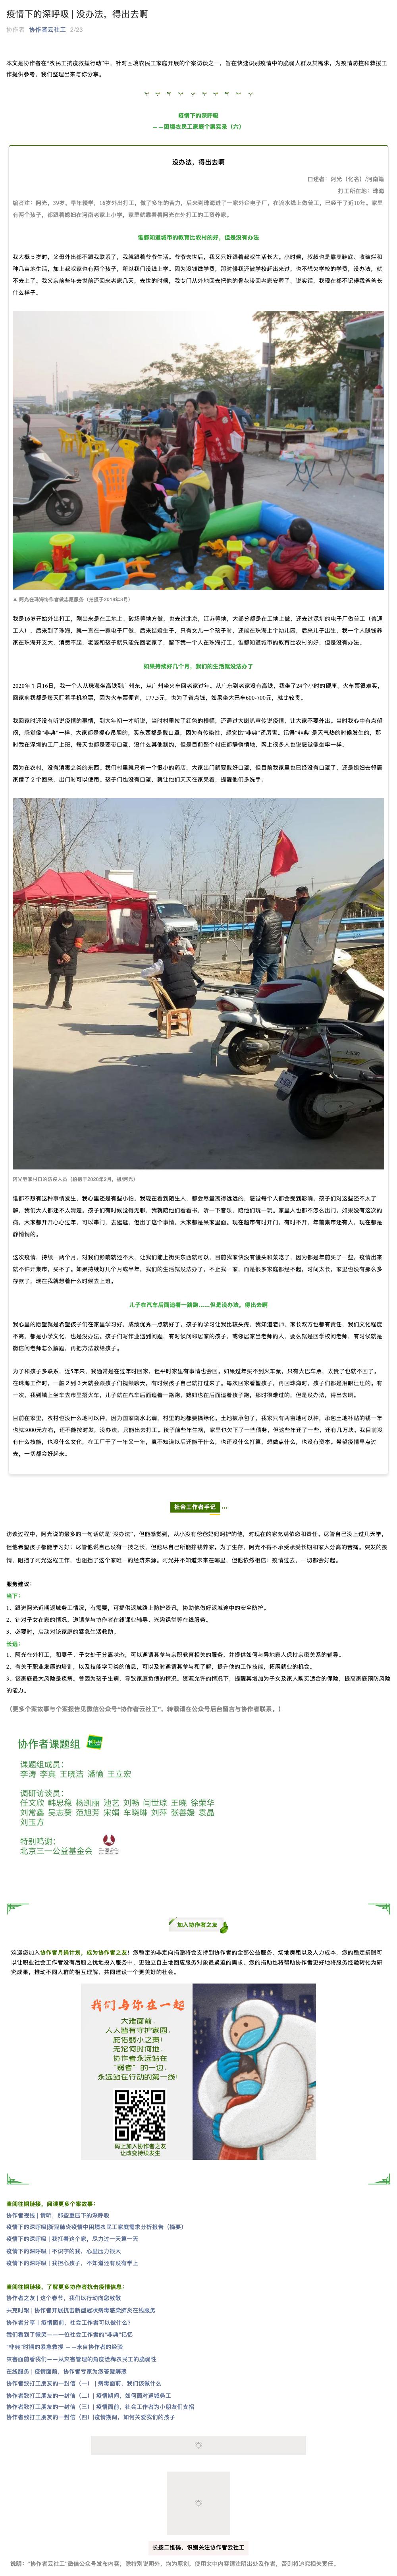 疫情下的深呼吸 | 没办法，得出去啊
协作者 协作者云社工 2/23
本文是协作者在“农民工抗疫救援行动”中，针对困境农民工家庭开展的个案访谈之一，旨在快速识别疫情中的脆弱人群及其需求，为疫情防控和救援工
作提供参考，我们整理出来与你分享。
疫情下的深呼吸
——困境农民工家庭个案实录（六）
没办法，得出去啊
口述者：阿光（化名）/河南籍
打工所在地：珠海
编者注：阿光，39岁。早年辍学，16岁外出打工，做了多年的苦力，后来到珠海进了一家外企电子厂，在流水线上做普工，已经干了近10年。家里
有两个孩子，都跟着媳妇在河南老家上小学，家里就靠着着阿光在外打工的工资养家。
谁都知道城市的教育比农村的好，但是没有办法
我大概５岁时，父母外出都不跟我联系了，我就跟着爷爷生活。爷爷去世后，我又只好跟着叔叔生活长大。小时候，叔叔也是靠卖鞋底、收破烂和
种几亩地生活，加上叔叔家也有两个孩子，所以我们没钱上学。因为没钱缴学费，那时候我还被学校赶出来过，也不想欠学校的学费，没办法，就
不去上了。我父亲前些年去世前还回来老家几天，去世的时候，我专门从外地回去把他的骨灰带回老家安葬了。说实话，我现在都不记得我爸爸长
什么样子。
▲ 阿光在珠海协作者做志愿服务（拍摄于2018年3月）
我是16岁开始外出打工，刚出来是在工地上、砖场等地方做，也去过北京、江苏等地，大部分都是在工地上做，还去过深圳的电子厂做普工（普通
工人），后来到了珠海，就一直在一家电子厂做。后来结婚生子，只有女儿一个孩子时，还能在珠海上个幼儿园，后来儿子出生，我一个人赚钱养
家在珠海开支大，消费不起，老婆和孩子就只能先回老家了，留下我一个人在珠海打工。谁都知道城市的教育比农村的好，但是没有办法。
如果持续好几个月，我们的生活就没法办了
2020年１月16日，我一个人从珠海坐高铁到广州东，从广州坐火车回老家过年。从广东到老家没有高铁，我坐了24个小时的硬座。火车票很难买，
回家前我都是每天盯着手机抢票，因为火车票便宜，177.5元，也为了省点钱，如果坐大巴车600-700元，就比较贵。
我回家时还没有听说疫情的事情，到大年初一才听说，当时村里拉了红色的横幅，还通过大喇叭宣传说疫情，让大家不要外出。当时我心中有点郁
闷，感觉像“非典”一样，大家都是提心吊胆的，买东西都是戴口罩，因为有传染性，感觉比“非典”还厉害。记得“非典”是天气热的时候发生的，那
时我在深圳的工厂上班，每天也都是要带口罩，没什么其他制约，但是目前整个村庄都静悄悄地，网上很多人也说感觉像坐牢一样。
因为在农村，没有消毒之类的东西。我们村里就只有一个很小的药店。大家出门就要戴好口罩，但目前我家里也已经没有口罩了，还是媳妇去邻居
家借了２个回来，出门时可以使用。孩子们也没有口罩，就让他们天天在家呆着，提醒他们多洗手。
阿光老家村口的防疫人员（拍摄于2020年2月，摄/阿光）
谁都不想有这种事情发生，我心里还是有些小怕。我现在看到陌生人，都会尽量离得远远的，感觉每个人都会受到影响。孩子们对这些还不太了
解，我们大人都还不太清楚。孩子们有时候觉得无聊，我就陪他们看看书，听一下音乐，陪他们玩一玩。家里人也都不怎么出门。如果没有这次的
病，大家都开开心心过年，可以串门，去逛逛，但出了这个事情，大家都是呆家里面。现在超市有时开门，有时不开，年前集市还有人，现在都是
静悄悄的。
这次疫情，持续一两个月，对我们影响就还不大，让我们能上街买东西就可以，目前我家快没有馒头和菜吃了，因为都是年前买了一些，疫情出来
就不咋开集市，买不了。如果持续好几个月或半年，我们的生活就没法办了，不止我一家，而是很多家庭都经不起，时间太长，家里也没有那么多
存款了，现在我就想着什么时候去上班。
儿子在汽车后面追着一路跑……但是没办法，得出去啊
我心里的愿望就是希望孩子们在家里学习好，成绩优秀一点就好了。孩子的学习让我比较头疼，我知道老师、家长双方也都有责任，我们文化程度
不高，都是小学文化，也是没办法。孩子们写作业遇到问题，有时候问邻居家的孩子，或邻居家当老师的人，要么就是回学校问老师，有时候就是
微信问老师怎么解题，再把方法教给孩子。
为了和孩子多联系，近5年来，我通常是在过年时回家，但平时家里有事情也会回。如果过年买不到火车票，只有大巴车票，太贵了也就不回了。
在珠海工作时，一般２到３天就会跟孩子们视频聊天，有时候孩子自己就打过来了。每次回家看望孩子，再回珠海时，孩子们都是泪眼汪汪的。有
一次，我到镇上坐车去市里搭火车，儿子就在汽车后面追着一路跑，媳妇也在后面追着孩子跑，那时很难过的，但是没办法，得出去啊。
目前在家里，农村也没什么地可以种，因为国家南水北调，村里的地都要搞绿化，土地被承包了，我家只有两亩地可以种，承包土地补贴的钱一年
也就3000元左右，还不能按时发，没办法，只能出去打工。孩子前些年生病，家里也欠下了一些债务，但这些年还了一些，还有几万块。我目前没
有什么技能，也没什么文化，在工厂干了一年又一年，真不知道以后还能干什么，也还没什么打算，想做点什么，也没有资本。希望疫情早点过
去，一切都会好起来。
社会工作者手记 ...
访谈过程中，阿光说的最多的一句话就是“没办法”。但能感觉到，从小没有爸爸妈妈呵护的他，对现在的家充满依恋和责任。尽管自己没上过几天学，
但他希望孩子都能学习好；尽管他说自己没有一技之长，但他尽自己所能挣钱养家。为了生存，阿光不得不承受承受长期和家人分离的苦痛。突发的疫
情，阻挡了阿光返程工作，也阻挡了这个家唯一的经济来源。阿光并不知道未来在哪里，但他依然相信：疫情过去，一切都会好起。
服务建议：
当下：
1、跟进阿光近期返城务工情况，有需要，可提供返城路上防护资讯，协助他做好返城途中的安全防护。
2、针对子女在家的情况，邀请参与协作者在线课业辅导、兴趣课堂等在线服务。
3、必要时，启动对该家庭的紧急生活救助。
长远：
1、阿光在外打工，和妻子、子女处于分离状态，可以邀请其参与亲职教育相关的服务，并提供如何与异地家人保持亲密关系的辅导。
2、有关于职业发展的培训，以及技能学习类的信息，可以及时邀请其参与和了解，提升他的工作技能，拓展就业的机会。
3、该家庭最大风险是疾病。曾因为孩子生病，导致家庭负债的情况。资源允许的情况下，提醒其增加为子女及家人购买适合的保险，提高家庭预防风险
的能力。
（更多个案故事与个案报告见微信公众号“协作者云社工”，转载请在公众号后台留言与协作者联系。）
协作者课题组
课题组成员：
李涛 李真 王晓洁 潘愉 王立宏
调研访谈员：
任文欣 韩思稳 杨凯丽 池艺 刘畅 闫世琼 王晓 徐荣华
刘常鑫 吴志葵 范旭芳 宋娟 车晓琳 刘萍 张善媛 袁晶
刘玉方
特别鸣谢：
北京三一公益基金会
加入协作者之友
欢迎您加入协作者月捐计划，成为协作者之友！您稳定的非定向捐赠将会支持到协作者的全部公益服务、场地房租以及人力成本。您的稳定捐赠可
以让职业社会工作者没有后顾之忧地投入服务中，更独立自主地回应服务对象最紧迫的需求。您的捐助也将帮助协作者更好地将服务经验转化为研
究成果，推动不同人群的相互理解，共同建设一个更美好的社会。
我们与你在一起
大难面前，
人人皆有守护家园、
庇佑弱小之责！
无论何时何地，
协作者永远站在
“弱者”的一边，
永远站在行动的第一线！
码上加入协作者之友
让改变持续发生
重阅往期链接，阅读更多个案故事：
协作者视线 | 谭听，那些重压下的深呼吸
疫情下的深呼吸|新冠肺炎疫情中困境农民工家庭需求分析报告（摘要）
疫情下的深呼吸 | 我扛着这个家，尽力过一天算一天
疫情下的深呼吸 | 不识字的我，心里压力很大
疫情下的深呼吸 | 我担心孩子，不知道还有没有学上
重阅往期链接，了解更多协作者抗击疫情信息：
协作者之友 | 这个春节，我们以行动向您致敬
共克时艰 | 协作者开展抗击新型冠状病毒感染肺炎在线服务
协作者分享 | 疫情面前，社会工作者可以做什么？
我们看到了微笑——一位社会工作者的“非典”记忆
“非典”时期的紧急救援 ——来自协作者的经验
灾害面前看我们——从灾害管理的角度诠释农民工的脆弱性
在线服务 | 疫情面前，协作者专家为您答疑解惑
协作者致打工朋友的一封信（一） | 病毒面前，我们该做什么
协作者致打工朋友的一封信（二）| 疫情期间，如何面对返城务工
协作者致打工朋友的一封信（三）| 疫情面前，社会工作者为小朋友们支招
协作者致打工朋友的一封信（四）|疫情期间，如何关爱我们的孩子
长按二维码，识别关注协作者云社工
说明：“协作者云社工”微信公众号发布内容，除特别说明外，均为原创，使用文中内容请注明出处及作者，否则将追究相关责任。